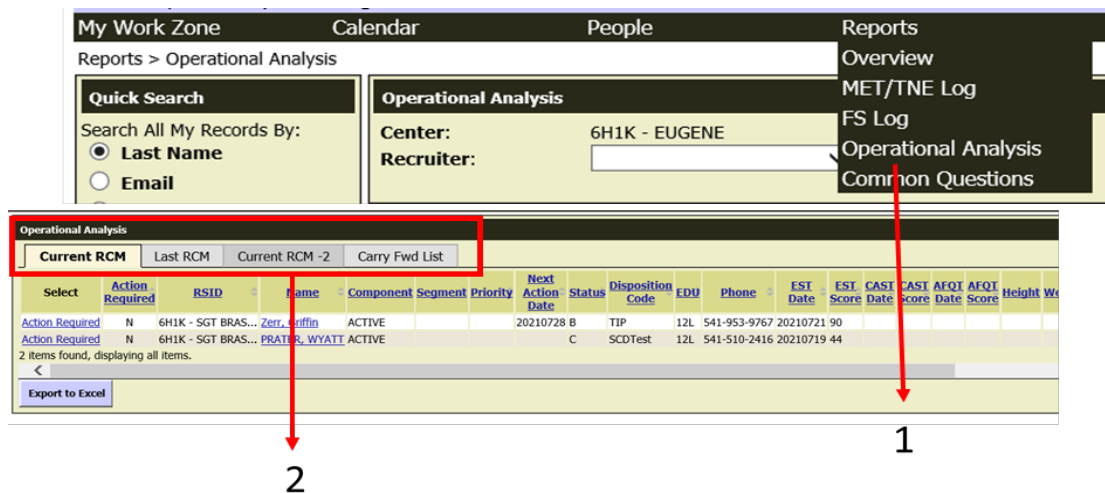 My Work Zone Calendar People Reports
Reports > Operational Analysis
Overview
MET/TNE Log
FS Log
Operational Analysis
Common Questions
Quick Search
Search All My Records By:
Last Name
Email
Operational Analysis
Center: 6H1K - EUGENE
Recruiter:
Operational Analysis
Current RCM Last RCM Current RCM -2 Carry Fwd List
Select Action Required RSID Name Component Segment Priority Next Action Date Status Disposition Code EDU Phone EST Date EST Score CAST Date CAST Score AFQT Date AFQT Score Height We
Action Required N 6H1K - SGT BRAS... Zerr, Griffin ACTIVE 20210728 B TIP 12L 541-953-9767 20210721 90
Action Required N 6H1K - SGT BRAS... PRATER, WYATT ACTIVE C SCDTest 12L 541-510-2416 20210719 44
2 items found, displaying all items.
Export to Excel
1
2